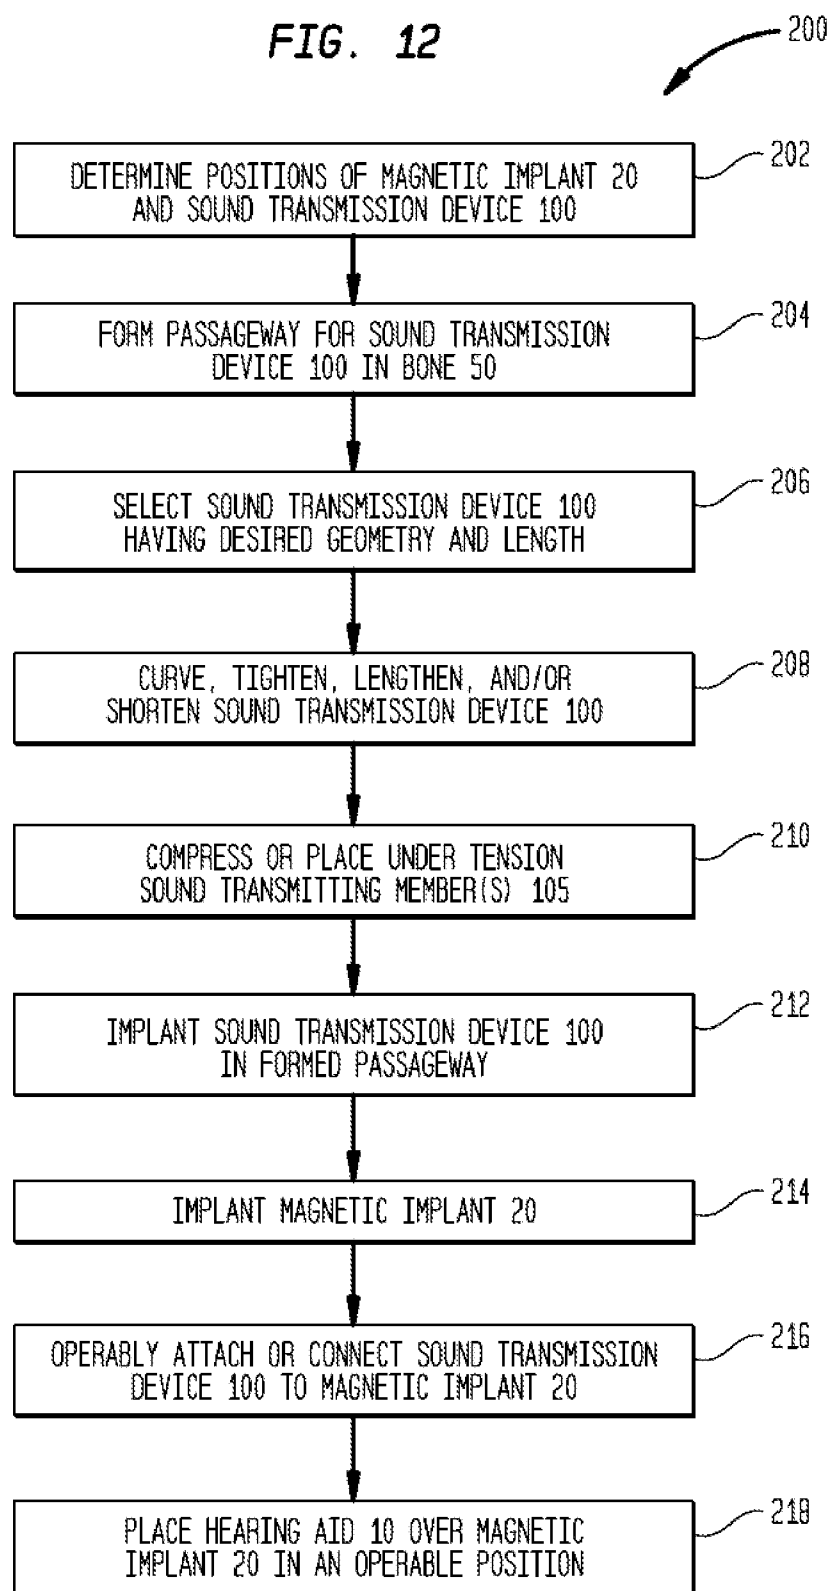 FIG. 12
200
DETERMINE POSITIONS OF MAGNETIC IMPLANT 20
AND SOUND TRANSMISSION DEVICE 100
202
FORM PASSAGEWAY FOR SOUND TRANSMISSION
DEVICE 100 IN BONE 50
204
SELECT SOUND TRANSMISSION DEVICE 100
HAVING DESIRED GEOMETRY AND LENGTH
206
CURVE, TIGHTEN, LENGTHEN, AND/OR
SHORTEN SOUND TRANSMISSION DEVICE 100
208
COMPRESS OR PLACE UNDER TENSION
SOUND TRANSMITTING MEMBER(S) 105
210
IMPLANT SOUND TRANSMISSION DEVICE 100
IN FORMED PASSAGEWAY
212
IMPLANT MAGNETIC IMPLANT 20
214
OPERABLY ATTACH OR CONNECT SOUND TRANSMISSION
DEVICE 100 TO MAGNETIC IMPLANT 20
216
PLACE HEARING AID 10 OVER MAGNETIC
IMPLANT 20 IN AN OPERABLE POSITION
218